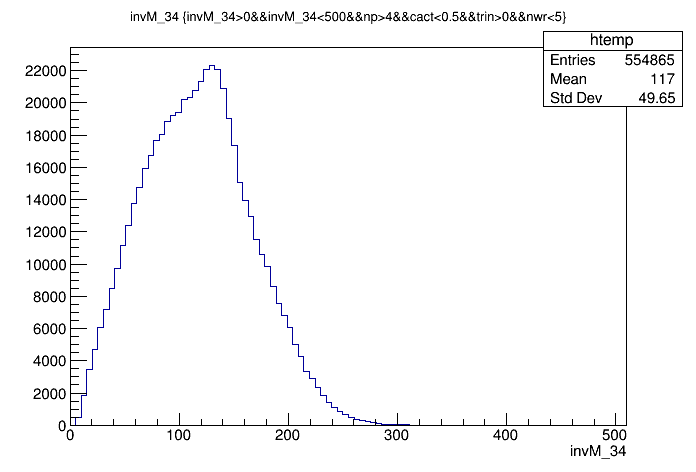 invM_34 {invM_34>0&&invM_34<500&&np>4&&cact<0.5&&trin>0&&nwr<5}
htemp
Entries 554865
Mean 117
Std Dev 49.65
22000
20000
18000
16000
14000
12000
10000
8000
6000
4000
2000
0
0 100 200 300 400 500
invM_34